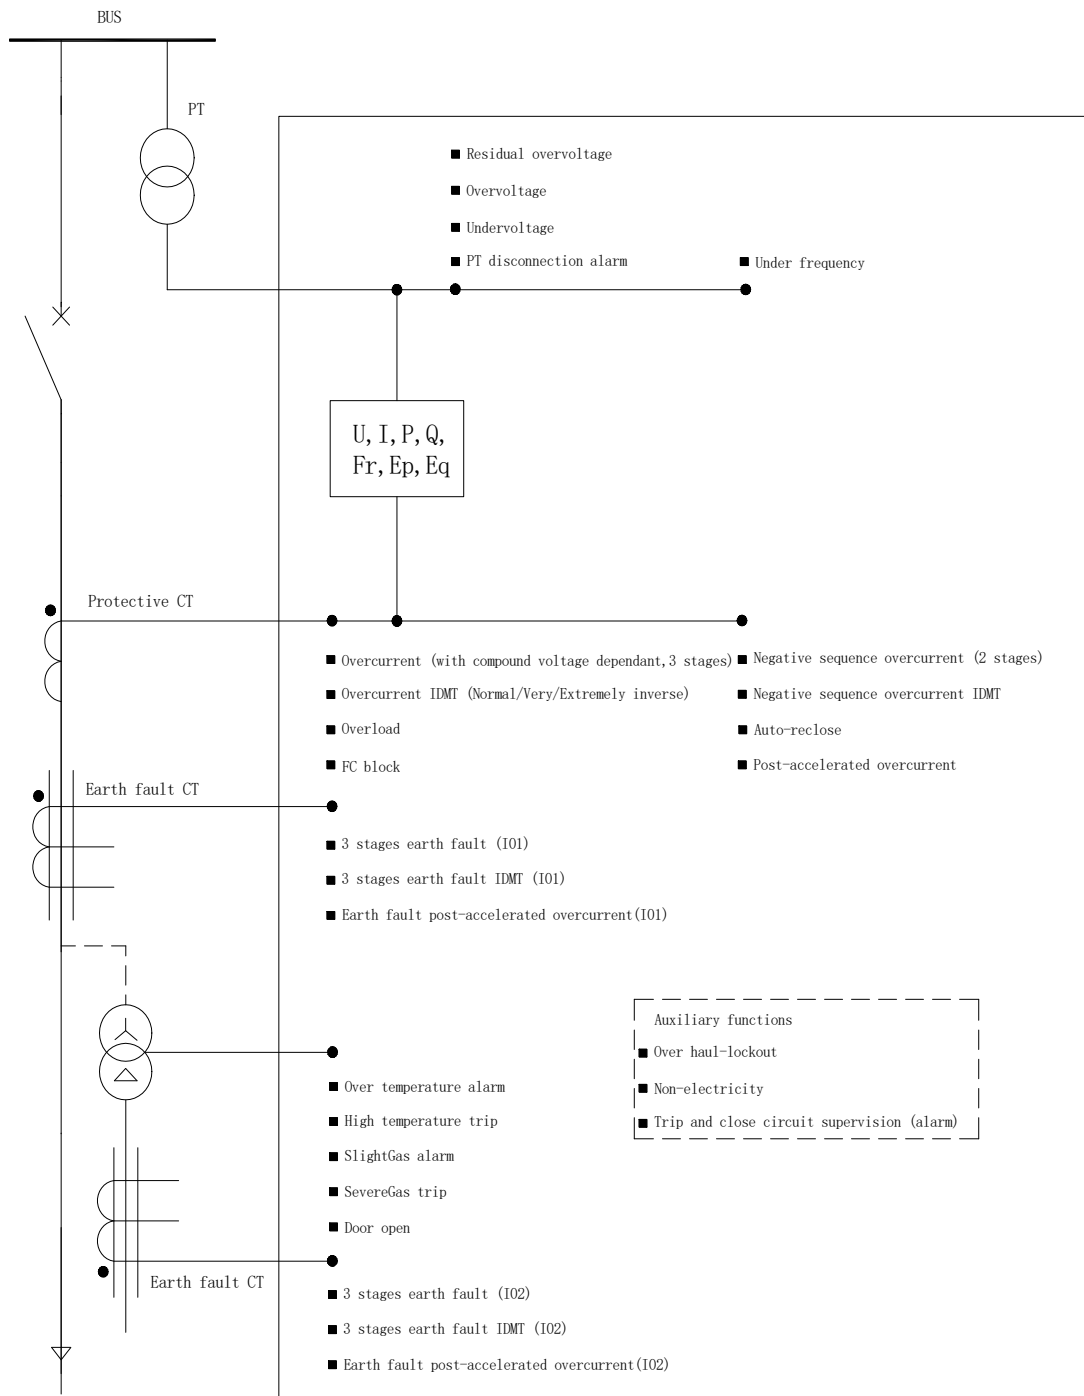 BUS
PT
Residual overvoltage
Overvoltage
Undervoltage
PT disconnection alarm
Under frequency
U, I, P, Q,
Fr, Ep, Eq
Protective CT
Overcurrent (with compound voltage dependant, 3 stages)
Overcurrent IDMT (Normal/Very/Extremely inverse)
Overload
FC block
Negative sequence overcurrent (2 stages)
Negative sequence overcurrent IDMT
Auto-reclose
Post-accelerated overcurrent
Earth fault CT
3 stages earth fault (I01)
3 stages earth fault IDMT (I01)
Earth fault post-accelerated overcurrent(I01)
Over temperature alarm
High temperature trip
SlightGas alarm
SevereGas trip
Door open
Auxiliary functions
Over haul-lockout
Non-electricity
Trip and close circuit supervision (alarm)
Earth fault CT
3 stages earth fault (I02)
3 stages earth fault IDMT (I02)
Earth fault post-accelerated overcurrent(I02)